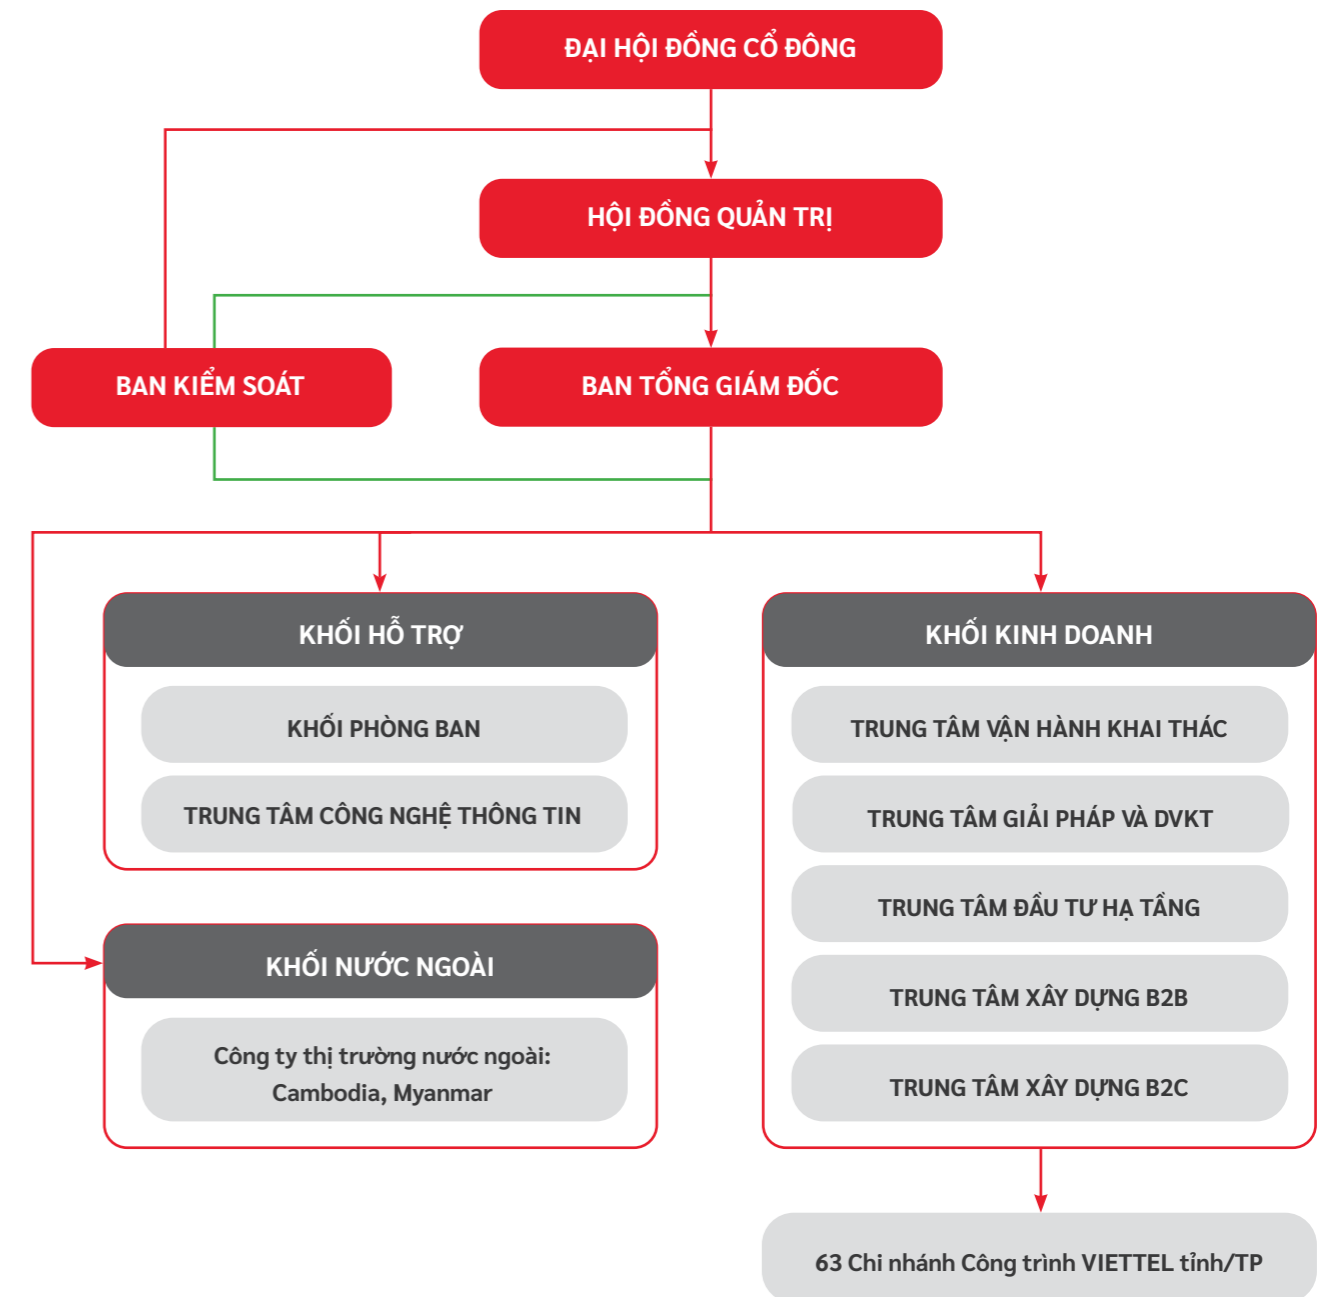 ĐẠI HỘI ĐỒNG CỔ ĐÔNG
HỘI ĐỒNG QUẢN TRỊ
BAN KIỂM SOÁT
BAN TỔNG GIÁM ĐỐC
KHỐI HỖ TRỢ
KHỐI PHÒNG BAN
TRUNG TÂM CÔNG NGHỆ THÔNG TIN
KHỐI NƯỚC NGOÀI
Công ty thị trường nước ngoài:
Cambodia, Myanmar
KHỐI KINH DOANH
TRUNG TÂM VẬN HÀNH KHAI THÁC
TRUNG TÂM GIẢI PHÁP VÀ DVKT
TRUNG TÂM ĐẦU TƯ HẠ TẦNG
TRUNG TÂM XÂY DỰNG B2B
TRUNG TÂM XÂY DỰNG B2C
63 Chi nhánh Công trình VIETTEL tỉnh/TP